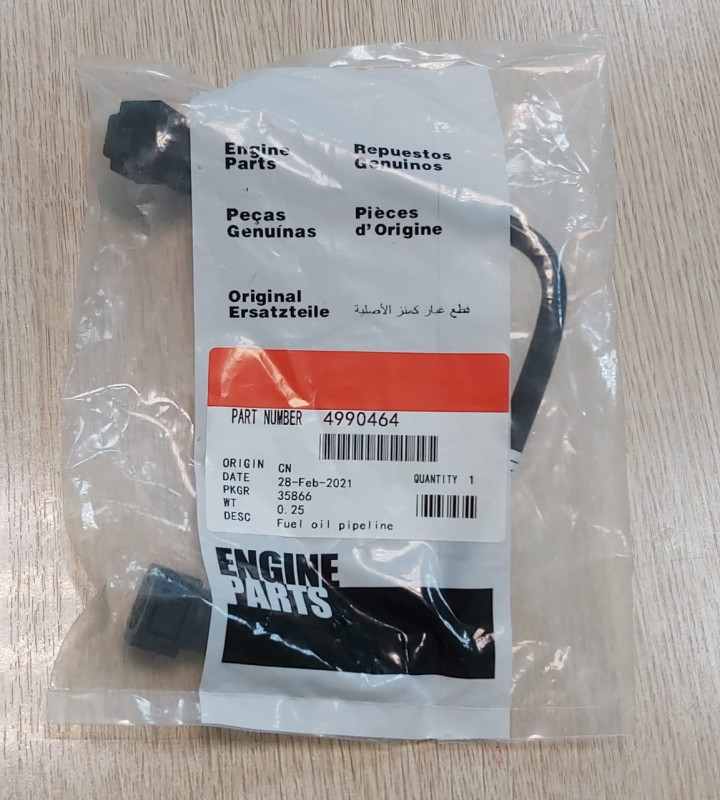 Engine
Parts
Repuestos
Genuinos
Peças
Genuínas
Pièces
d'Origine
Original
Ersatzteile
قطع غيار كمنز الأصلية
PART NUMBER 4990464
ORIGIN CN
DATE 28-Feb-2021
QUANTITY 1
PKGR 35866
WT 0.25
DESC Fuel oil pipeline
ENGINE
PARTS